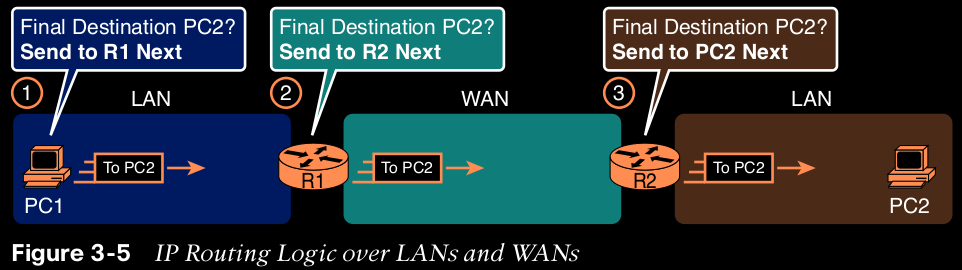 Final Destination PC2?
Send to R1 Next
Final Destination PC2?
Send to R2 Next
Final Destination PC2?
Send to PC2 Next
1
LAN
2
WAN
3
LAN
To PC2
R1
To PC2
R2
To PC2
PC1
PC2
Figure 3-5 IP Routing Logic over LANs and WANs